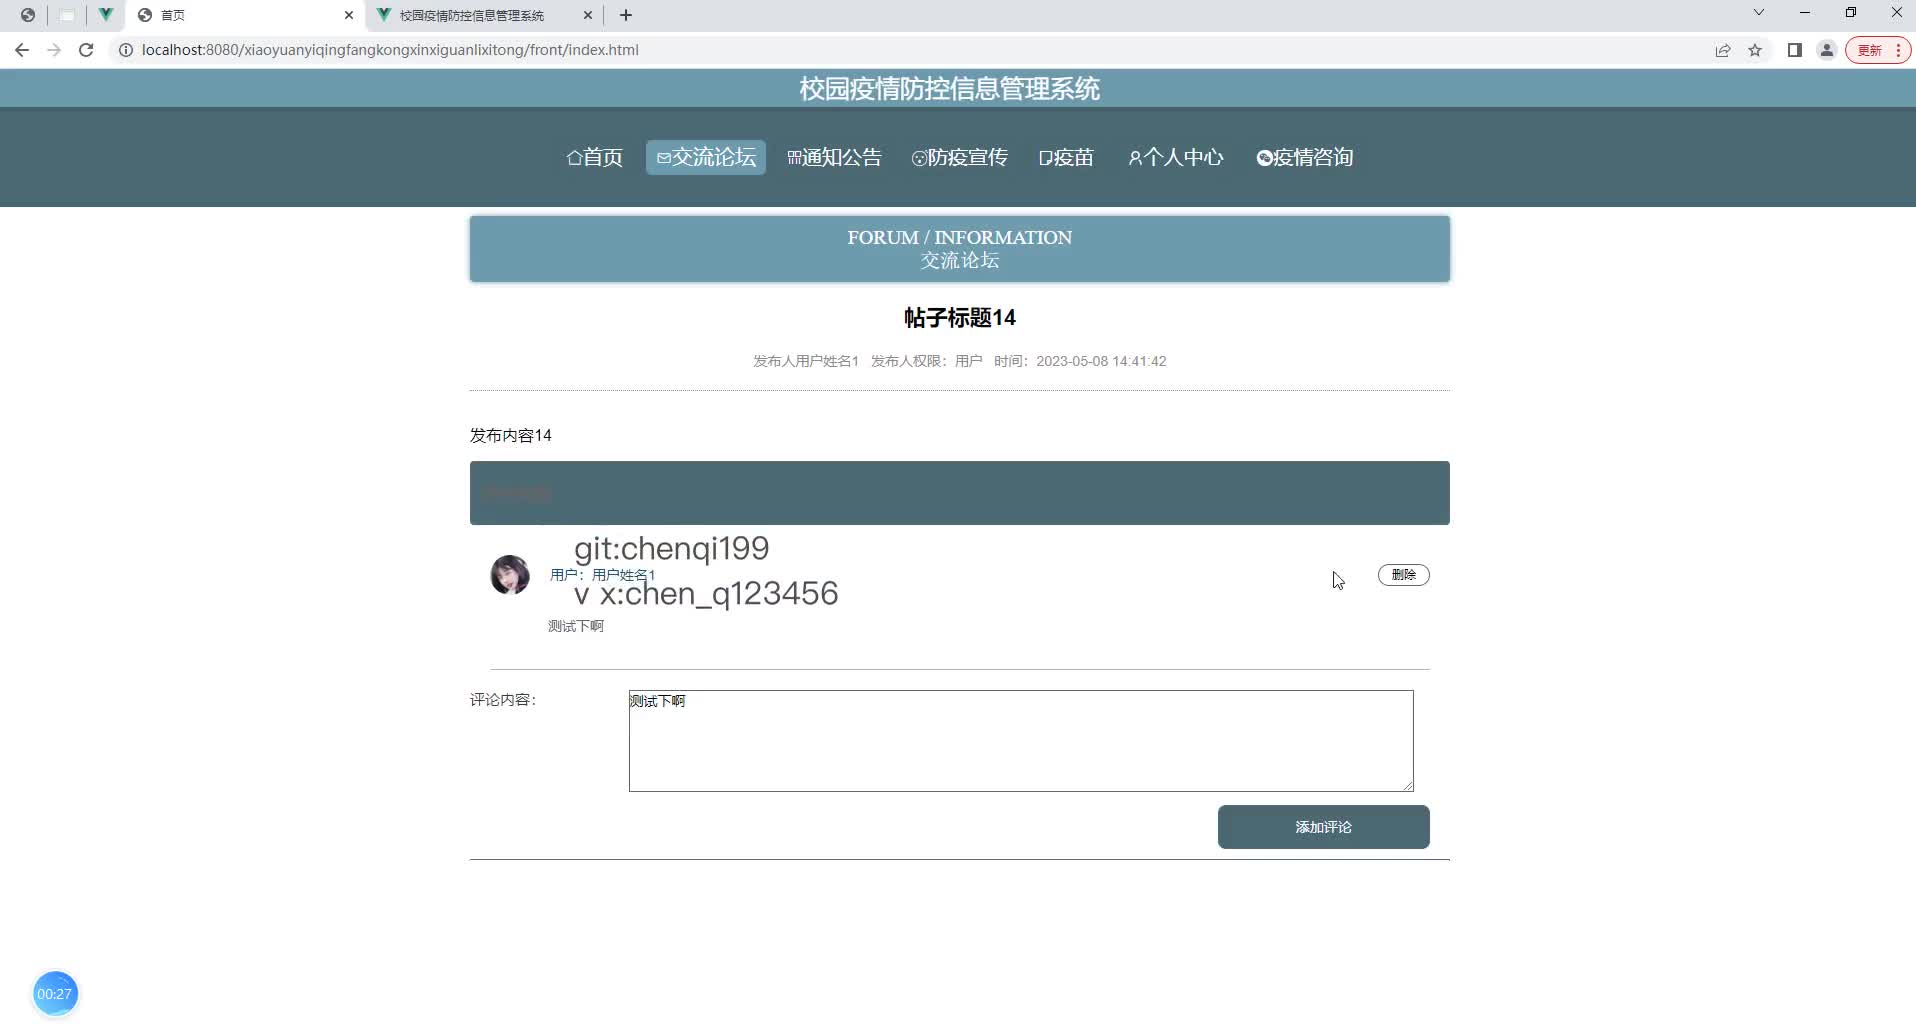 首页
校园疫情防控信息管理系统
localhost:8080/xiaoyuanyiqingfangkongxinxiguanlixitong/front/index.html
更新
校园疫情防控信息管理系统
首页 交流论坛 通知公告 防疫宣传 疫苗 个人中心 疫情咨询
FORUM / INFORMATION
交流论坛
帖子标题14
发布人用户姓名1 发布人权限：用户 时间：2023-05-08 14:41:42
发布内容14
git:chenqi199
用户：用户姓名1
删除
v x:chen_q123456
测试下啊
评论内容：
测试下啊
添加评论
00:27